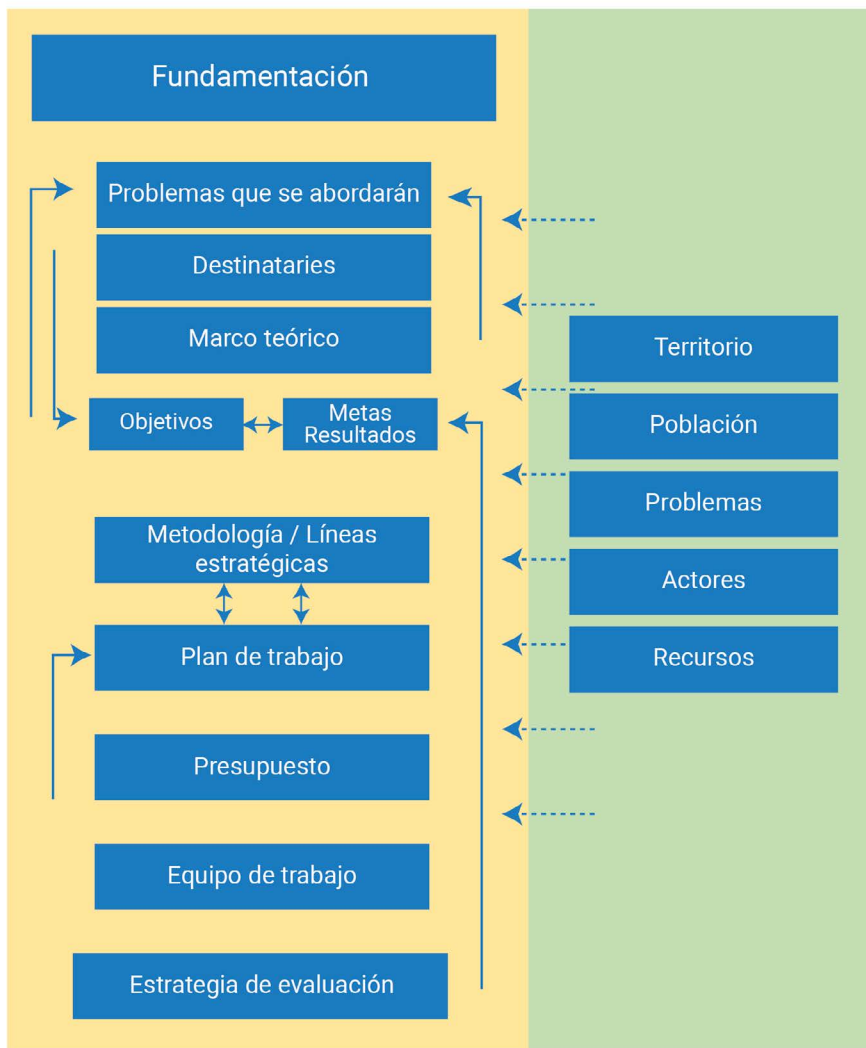 Fundamentación
Problemas que se abordarán
Destinataries
Marco teórico
Objetivos
Metas
Resultados
Metodología / Líneas
estratégicas
Plan de trabajo
Presupuesto
Equipo de trabajo
Estrategia de evaluación
Territorio
Población
Problemas
Actores
Recursos